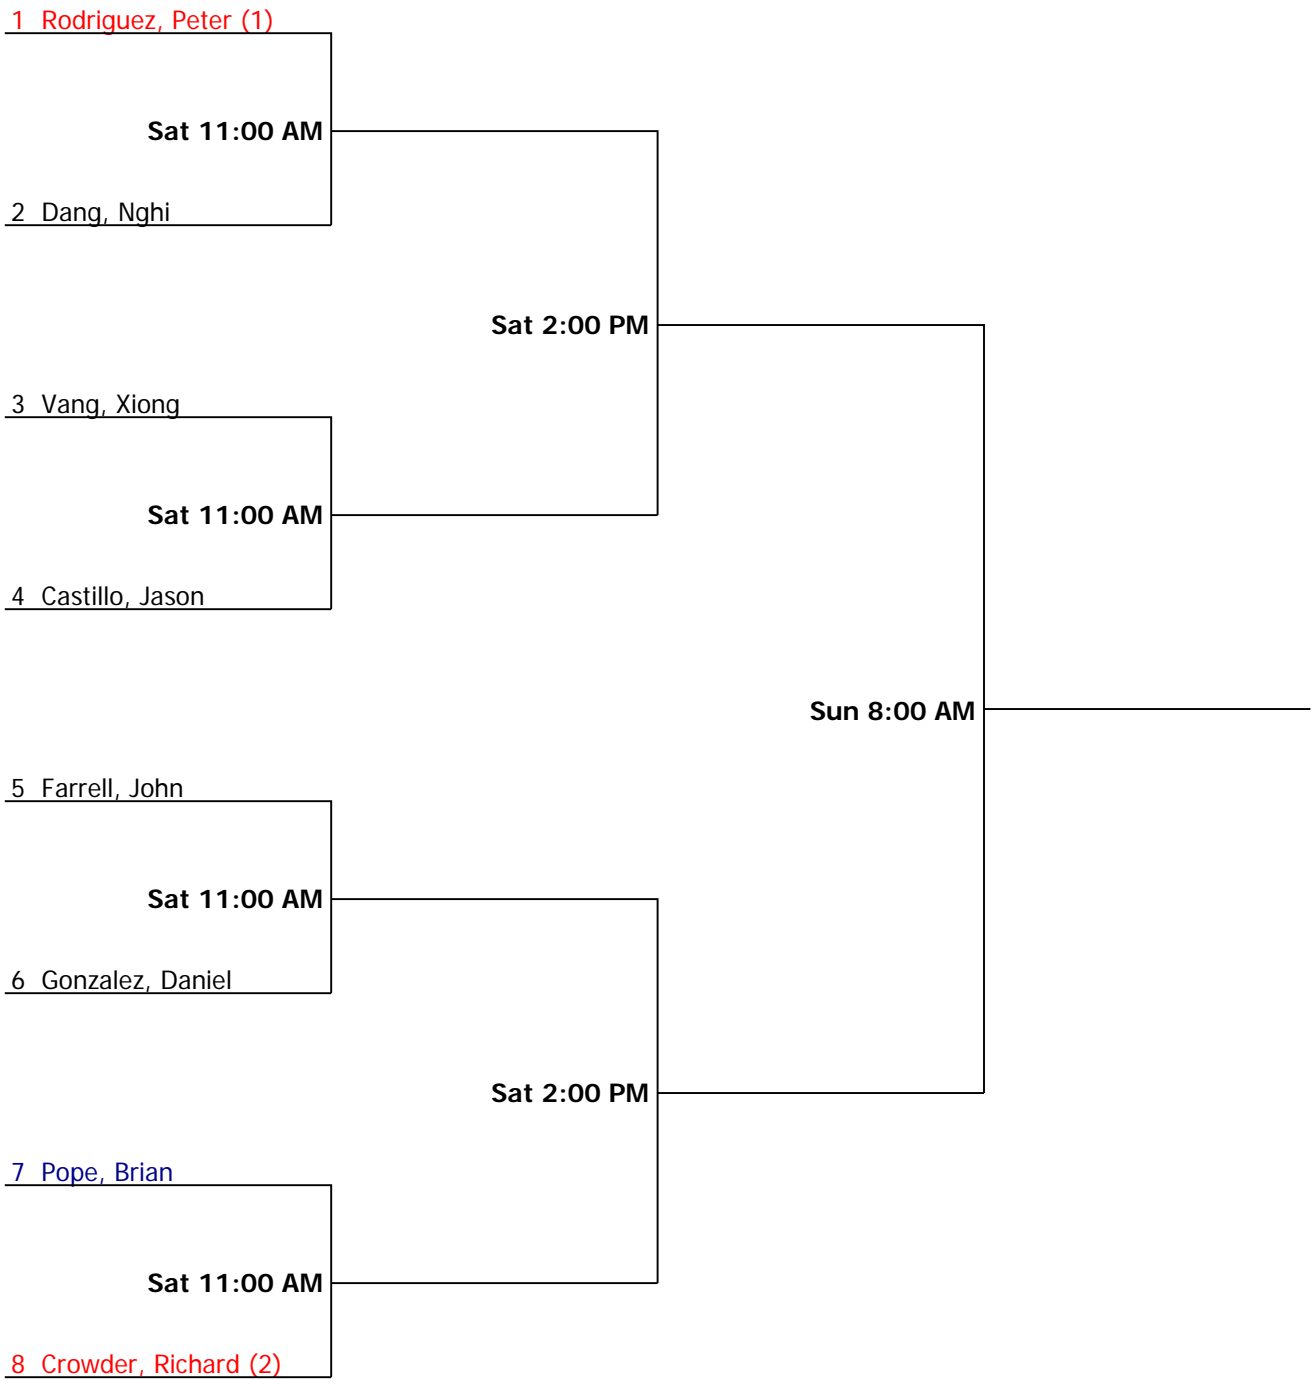 1 Rodriguez, Peter (1)
Sat 11:00 AM
2 Dang, Nghi
Sat 2:00 PM
3 Vang, Xiong
Sat 11:00 AM
4 Castillo, Jason
Sun 8:00 AM
5 Farrell, John
Sat 11:00 AM
6 Gonzalez, Daniel
Sat 2:00 PM
7 Pope, Brian
Sat 11:00 AM
8 Crowder, Richard (2)